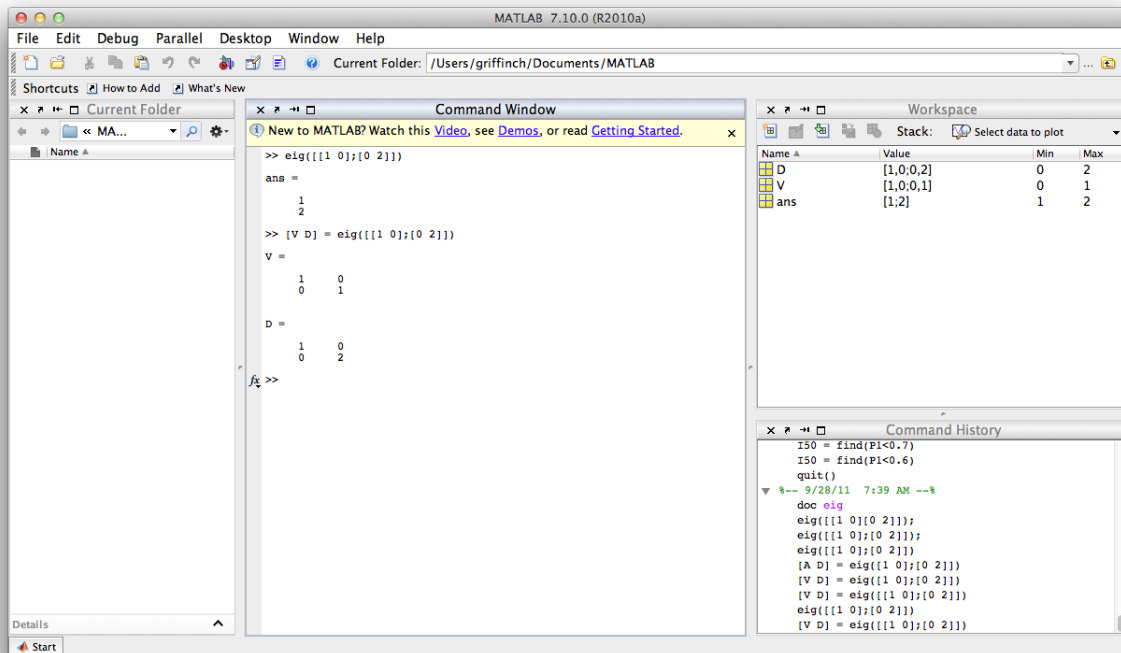 MATLAB 7.10.0 (R2010a)
File Edit Debug Parallel Desktop Window Help
Current Folder: /Users/griffinch/Documents/MATLAB
Shortcuts How to Add What's New
Current Folder
« MA...
Name
Details
Start
Command Window
New to MATLAB? Watch this Video, see Demos, or read Getting Started.
>> eig([[1 0];[0 2]])
ans =
1
2
>> [V D] = eig([[1 0];[0 2]])
V =
1 0
0 1
D =
1 0
0 2
fx >>
Workspace
Stack: Select data to plot
Name Value Min Max
D [1,0;0,2] 0 2
V [1,0;0,1] 0 1
ans [1;2] 1 2
Command History
I50 = find(P1<0.7)
I50 = find(P1<0.6)
quit()
%-- 9/28/11 7:39 AM --%
doc eig
eig([[1 0][0 2]]);
eig([[1 0];[0 2]]);
eig([[1 0];[0 2]])
[A D] = eig([1 0];[0 2]])
[V D] = eig([1 0];[0 2]])
[V D] = eig([[1 0];[0 2]])
eig([[1 0];[0 2]])
[V D] = eig([[1 0];[0 2]])